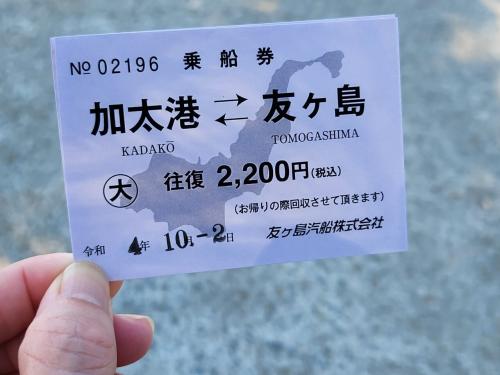 № 02196 乗船券
加太港 ⇄ 友ヶ島
KADAKŌ TOMOGASHIMA
大 往復 2,200円(税込)
(お帰りの際回収させて頂きます)
令和 4年 10月-2日 友ヶ島汽船株式会社